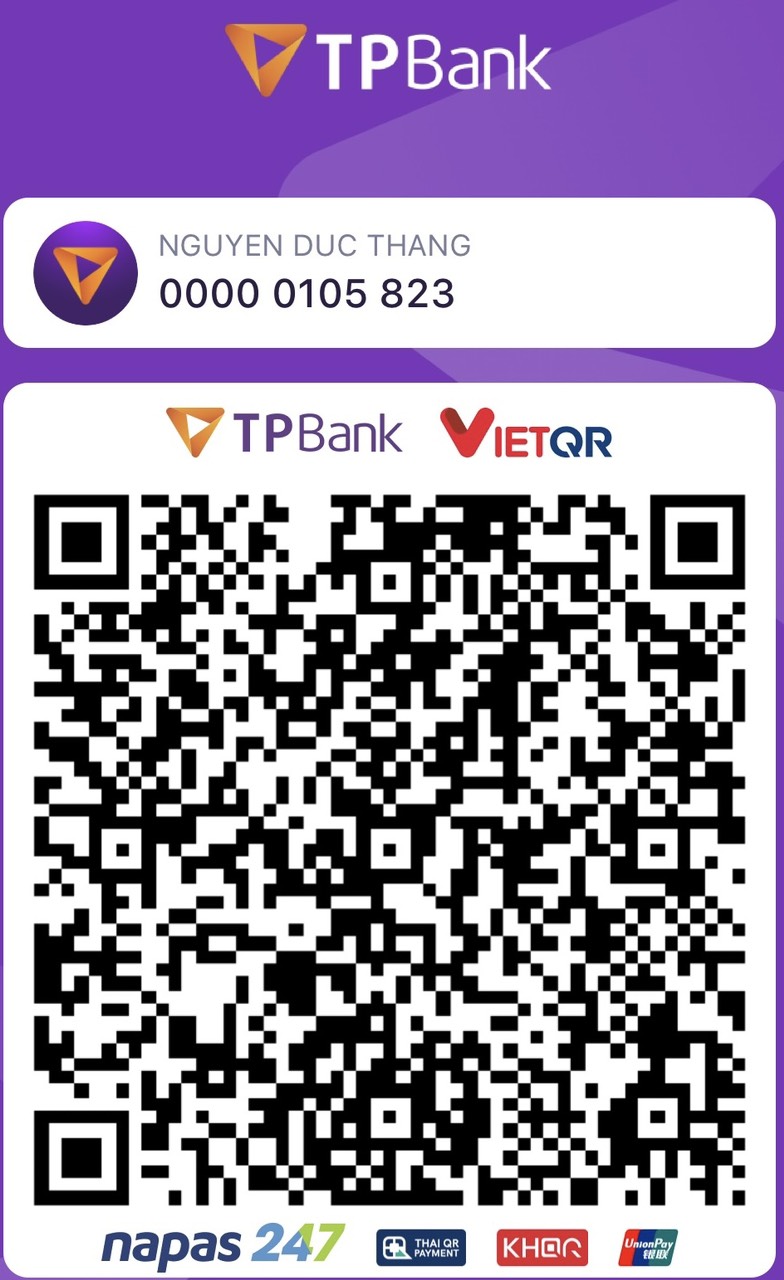 TPBank
NGUYEN DUC THANG
0000 0105 823
TPBank VIETQR
napas 247 THAI QR PAYMENT KHQR UnionPay 银联